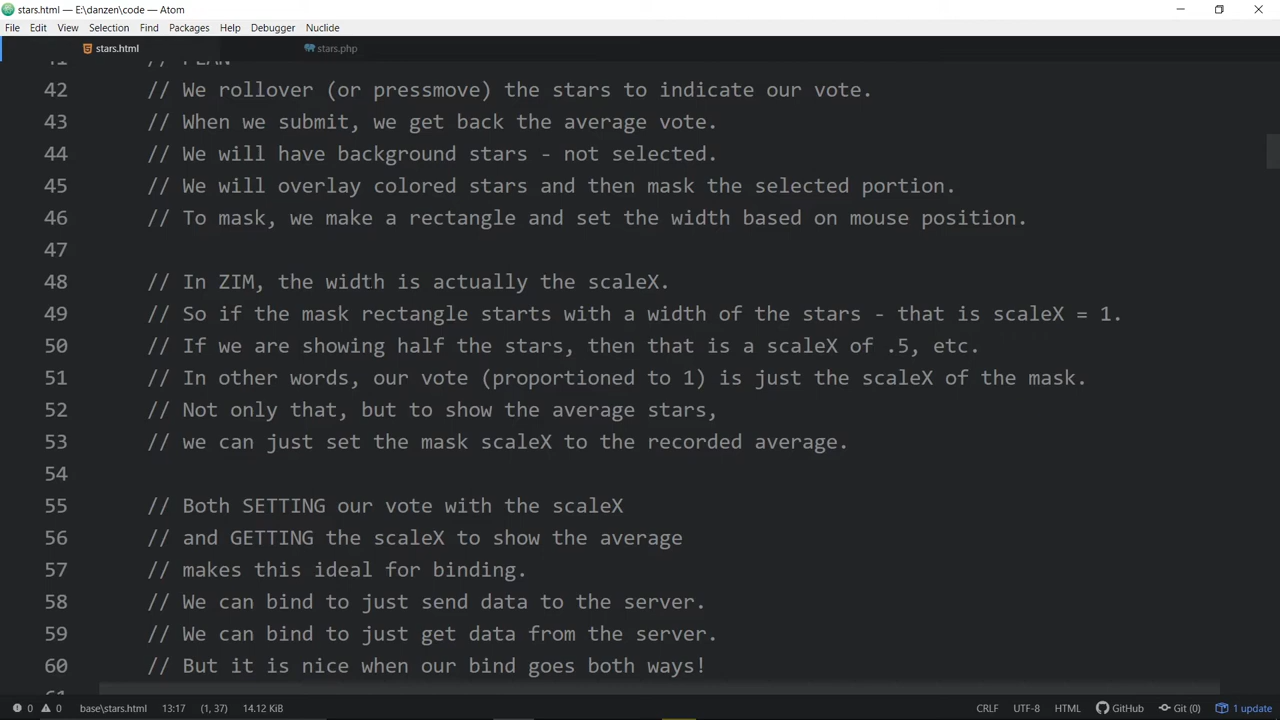 stars.html — E:\danzen\code — Atom
File Edit View Selection Find Packages Help Debugger Nuclide
stars.html stars.php
41 // PLAN
42 // We rollover (or pressmove) the stars to indicate our vote.
43 // When we submit, we get back the average vote.
44 // We will have background stars - not selected.
45 // We will overlay colored stars and then mask the selected portion.
46 // To mask, we make a rectangle and set the width based on mouse position.
47
48 // In ZIM, the width is actually the scaleX.
49 // So if the mask rectangle starts with a width of the stars - that is scaleX = 1.
50 // If we are showing half the stars, then that is a scaleX of .5, etc.
51 // In other words, our vote (proportioned to 1) is just the scaleX of the mask.
52 // Not only that, but to show the average stars,
53 // we can just set the mask scaleX to the recorded average.
54
55 // Both SETTING our vote with the scaleX
56 // and GETTING the scaleX to show the average
57 // makes this ideal for binding.
58 // We can bind to just send data to the server.
59 // We can bind to just get data from the server.
60 // But it is nice when our bind goes both ways!
61
0 0 base\stars.html 13:17 (1, 37) 14.12 KiB CRLF UTF-8 HTML GitHub Git (0) 1 update